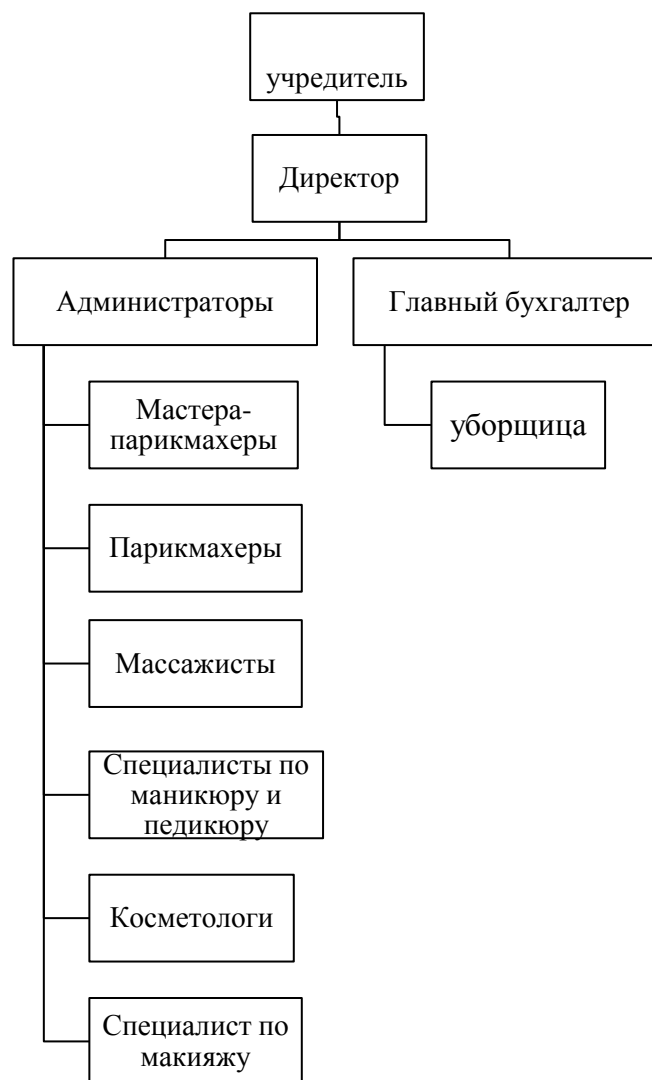 учредитель
Директор
Администраторы
Главный бухгалтер
Мастера-
парикмахеры
уборщица
Парикмахеры
Массажисты
Специалисты по
маникюру и
педикюру
Косметологи
Специалист по
макияжу